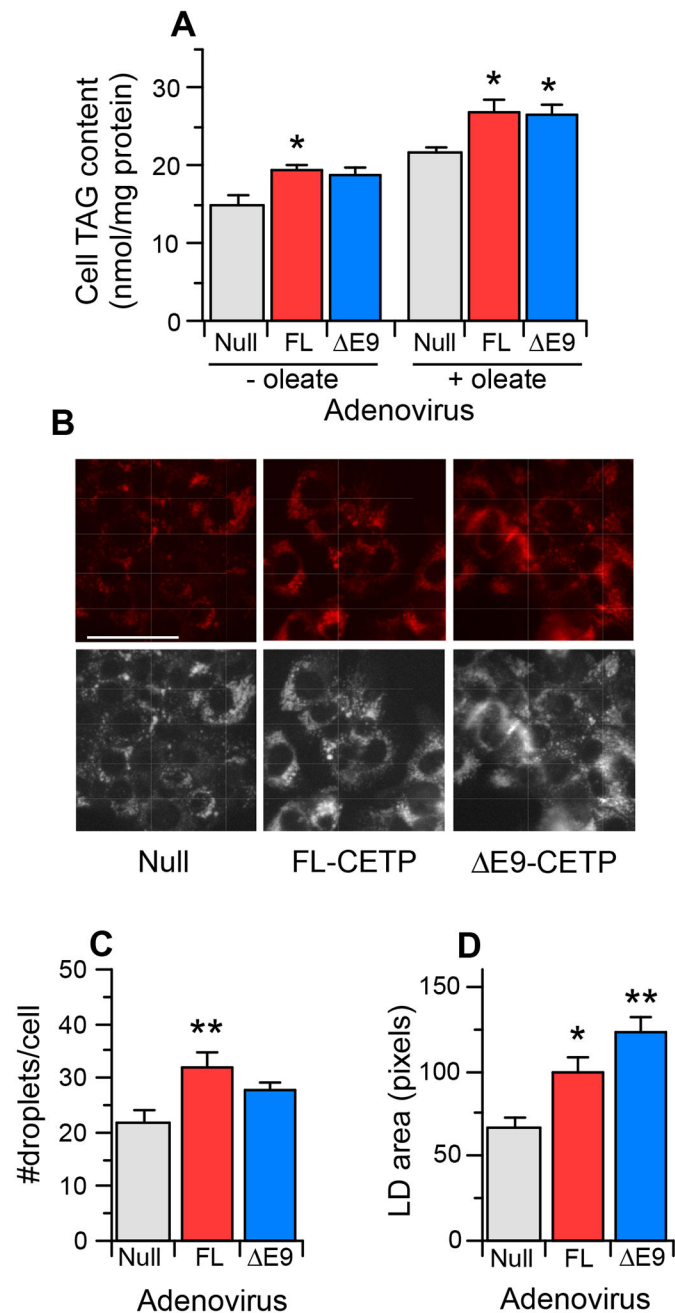 A
Cell TAG content
(nmol/mg protein)
30
20
10
0
*
*
*
Null FL ΔE9 Null FL ΔE9
- oleate + oleate
Adenovirus
B
Null FL-CETP ΔE9-CETP
C
#droplets/cell
50
40
30
20
10
0
**
Null FL ΔE9
Adenovirus
D
LD area (pixels)
150
100
50
0
*
**
Null FL ΔE9
Adenovirus